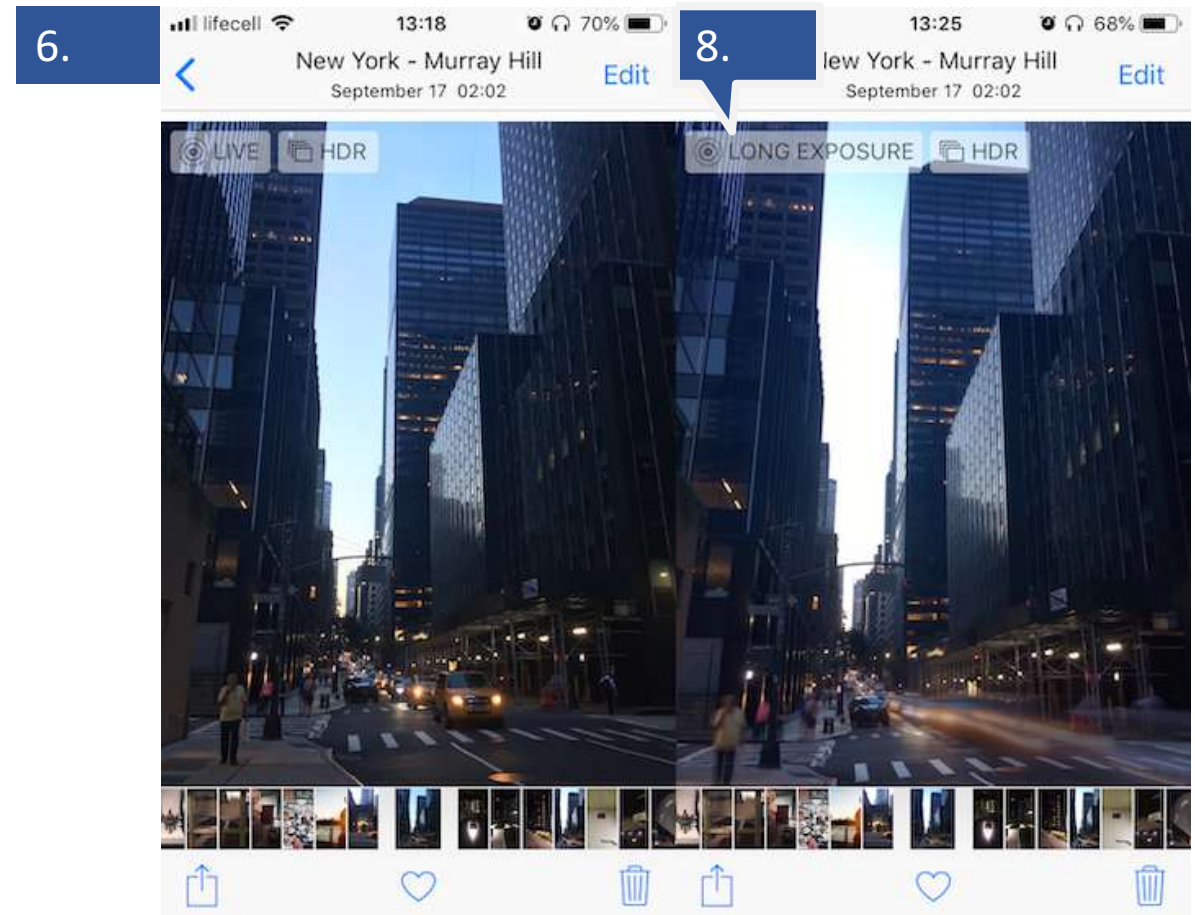 6.
lifecell 13:18 70%
New York - Murray Hill
September 17 02:02
Edit
LIVE HDR
8.
13:25 68%
ew York - Murray Hill
September 17 02:02
Edit
LONG EXPOSURE HDR